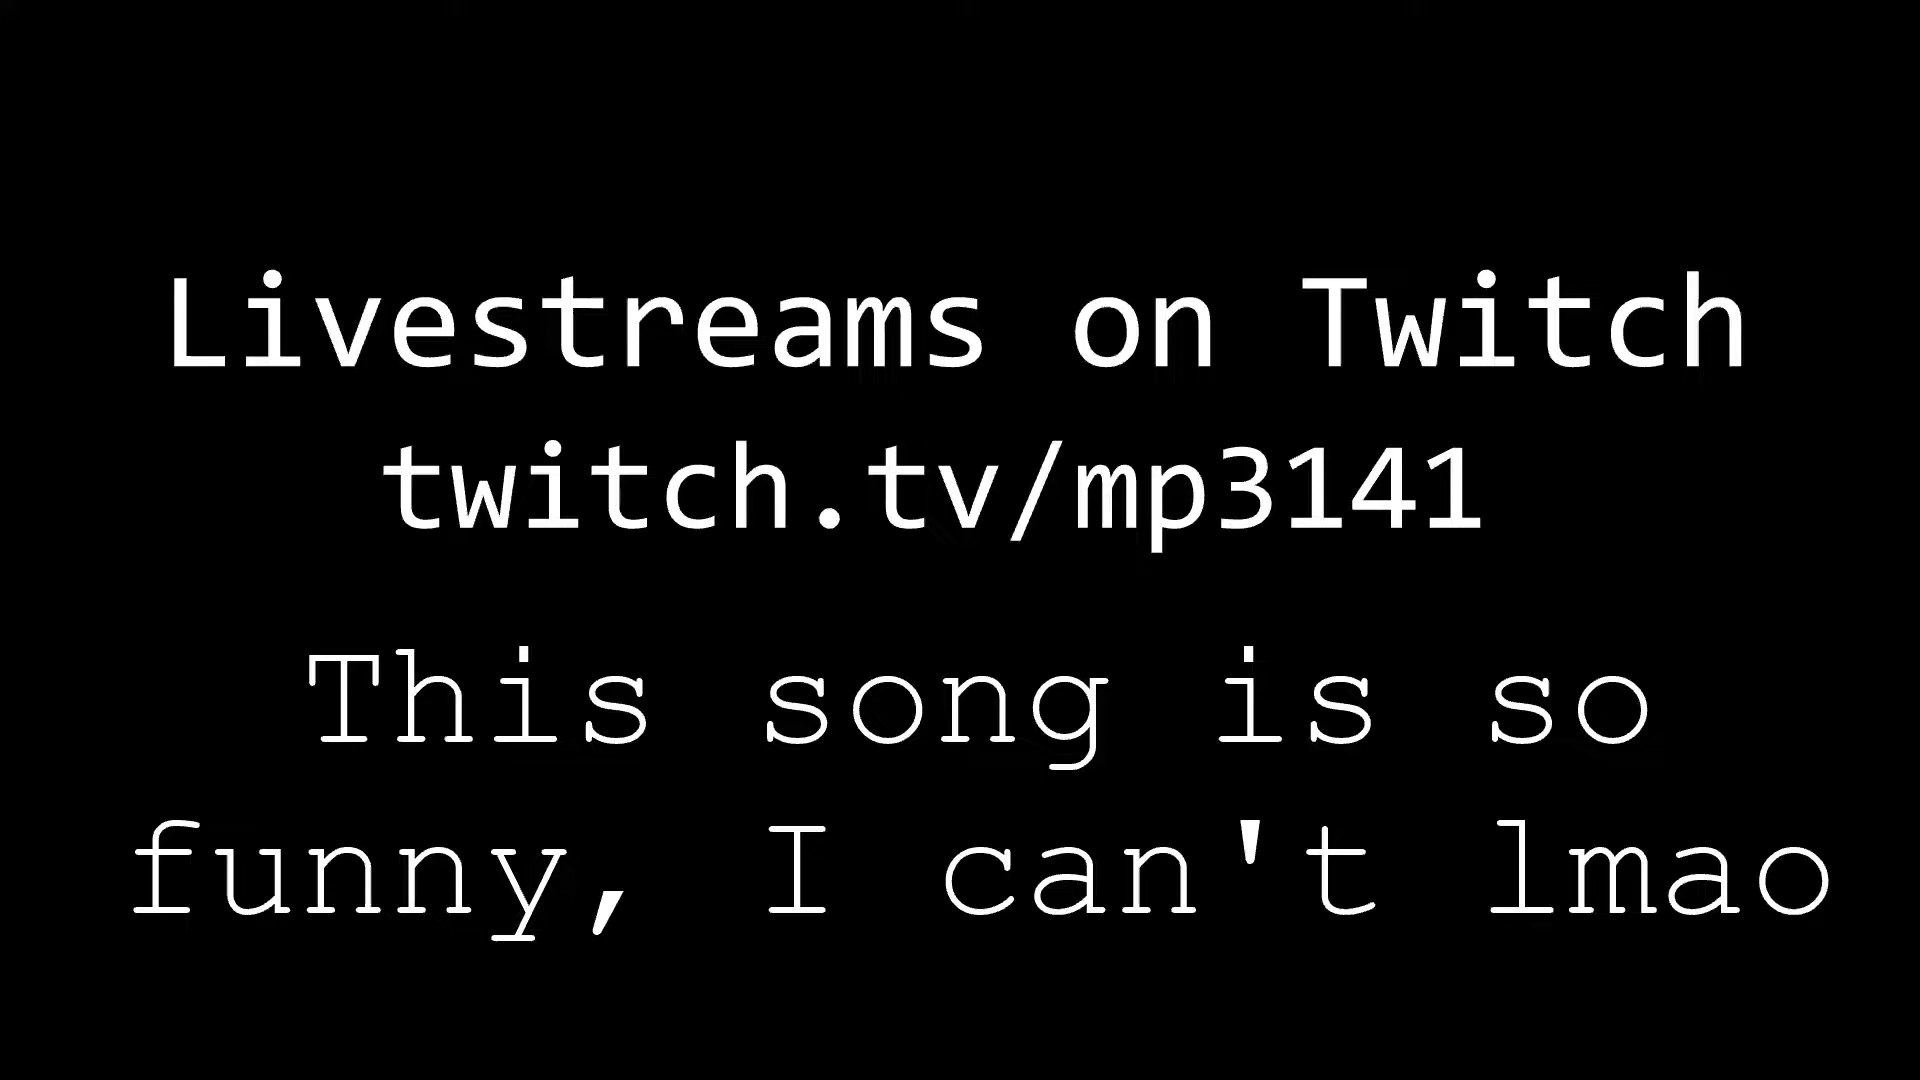 Livestreams on Twitch
twitch.tv/mp3141
This song is so
funny, I can't lmao